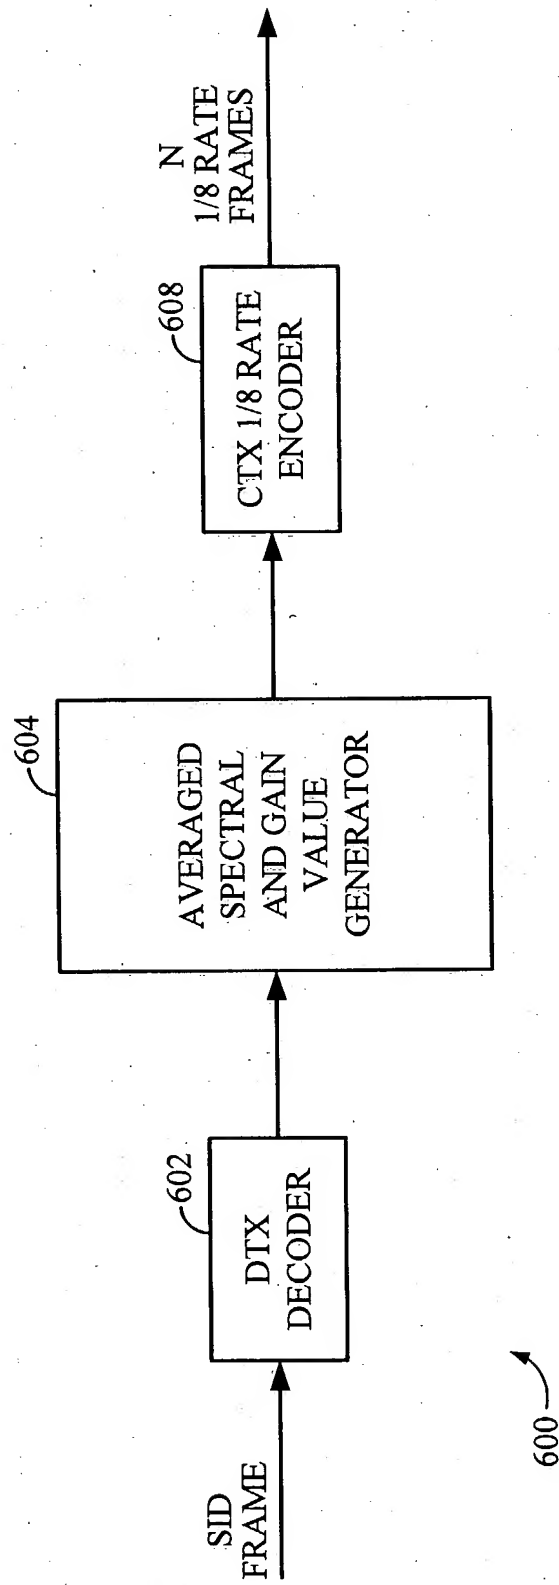 SID
FRAME
602
DTX
DECODER
604
AVERAGED
SPECTRAL
AND GAIN
VALUE
GENERATOR
608
CTX 1/8 RATE
ENCODER
N
1/8 RATE
FRAMES
600